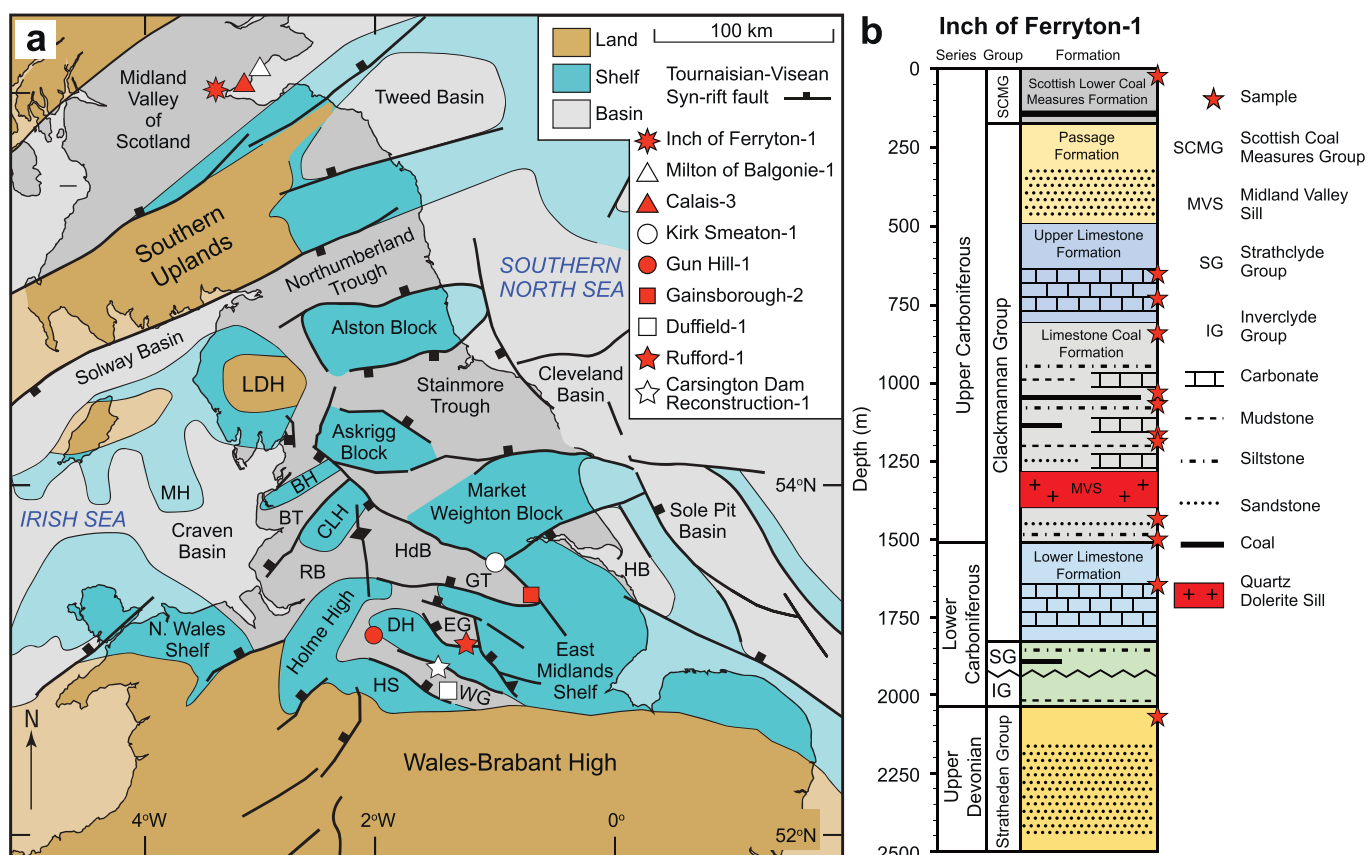 a
Land
Shelf
Basin
100 km
Tournaisian-Visean
Syn-rift fault
Inch of Ferryton-1
Milton of Balgonie-1
Calais-3
Kirk Smeaton-1
Gun Hill-1
Gainsborough-2
Duffield-1
Rufford-1
Carsington Dam
Reconstruction-1
Midland
Valley
of
Scotland
Tweed Basin
Southern
Uplands
Northumberland
Trough
SOUTHERN
NORTH SEA
Solway Basin
Alston Block
LDH
Stainmore
Trough
Cleveland
Basin
Askrigg
Block
MH
BH
BT
CLH
Market
Weighton Block
54°N
Sole Pit
Basin
IRISH SEA
Craven
Basin
HdB
RB
GT
HB
N. Wales
Shelf
Holme High
DH
EG
East
Midlands
Shelf
HS
WG
N
Wales-Brabant High
4°W
2°W
0°
52°N
b
Inch of Ferryton-1
Series
Group
Formation
Depth (m)
0
250
500
750
1000
1250
1500
1750
2000
2250
2500
Upper Carboniferous
Lower
Carboniferous
Upper
Devonian
SCMG
Clackmannan Group
SG
IG
Stratheden Group
Scottish Lower Coal
Measures Formation
Passage
Formation
Upper Limestone
Formation
Limestone Coal
Formation
MVS
Lower Limestone
Formation
Sample
SCMG
Scottish Coal
Measures Group
MVS
Midland Valley
Sill
SG
Strathclyde
Group
IG
Inverclyde
Group
Carbonate
Mudstone
Siltstone
Sandstone
Coal
Quartz
Dolerite Sill